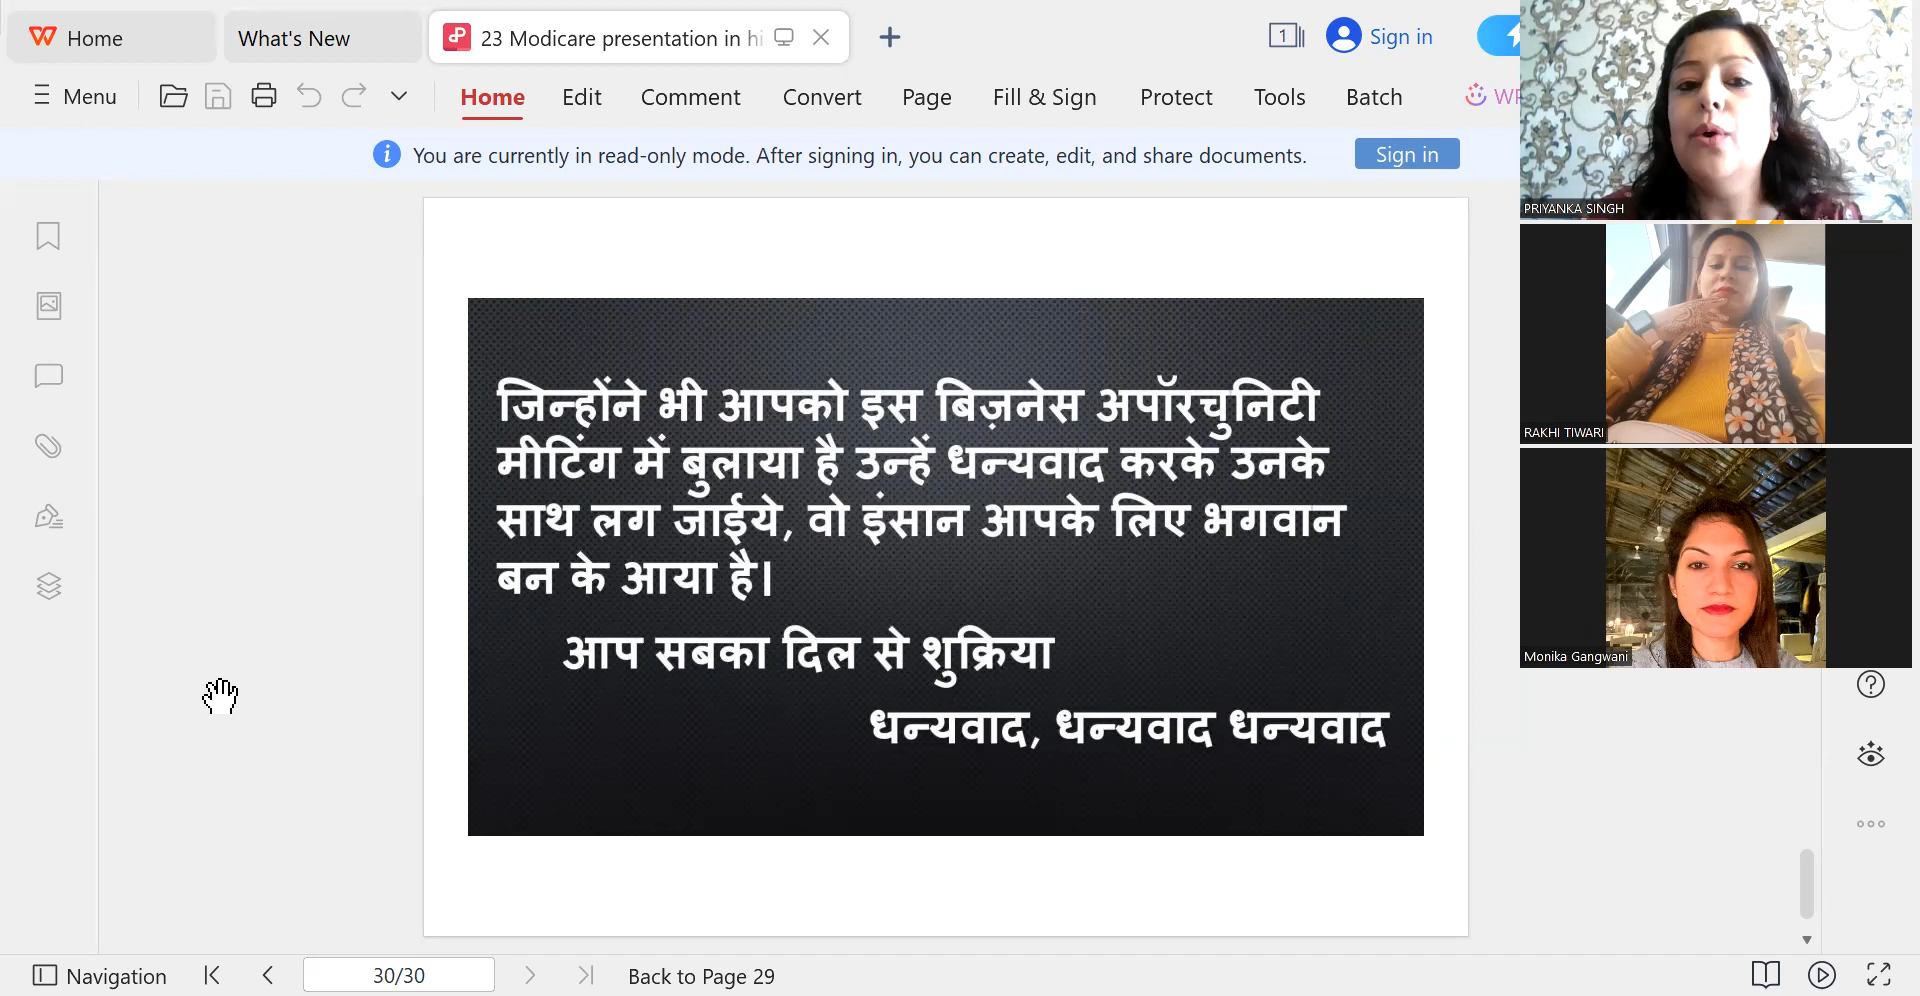 Home
What's New
23 Modicare presentation in hi
1
Sign in
Menu
Home Edit Comment Convert Page Fill & Sign Protect Tools Batch
You are currently in read-only mode. After signing in, you can create, edit, and share documents.
Sign in
PRIYANKA SINGH
RAKHI TIWARI
Monika Gangwani
जिन्होंने भी आपको इस बिज़नेस अपॉरचुनिटी
मीटिंग में बुलाया है उन्हें धन्यवाद करके उनके
साथ लग जाईये, वो इंसान आपके लिए भगवान
बन के आया है।
आप सबका दिल से शुक्रिया
धन्यवाद, धन्यवाद धन्यवाद
Navigation
30/30
Back to Page 29